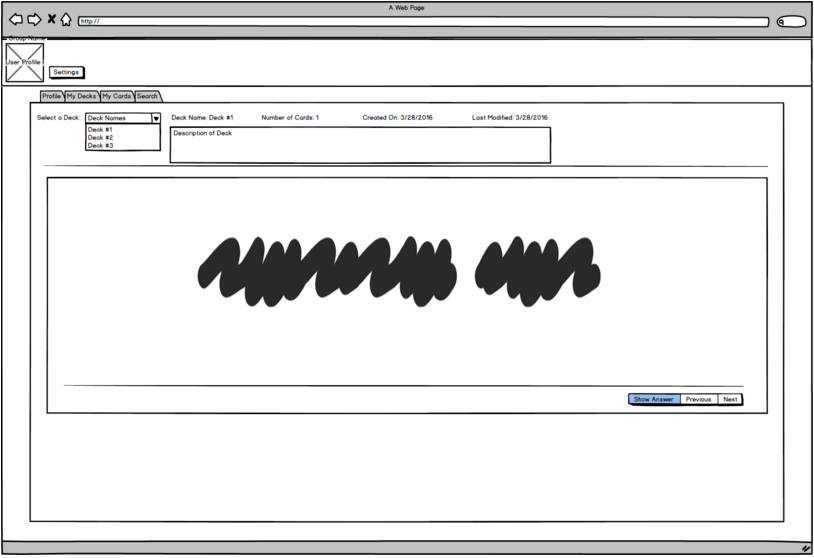 A Web Page
http://
Group Name
User Profile
Settings
Profile My Decks My Cards Search
Select a Deck: Deck Names Deck Name: Deck #1 Number of Cards: 1 Created On: 3/28/2016 Last Modified: 3/28/2016
Deck #1
Deck #2
Deck #3
Description of Deck
Show Answer Previous Next